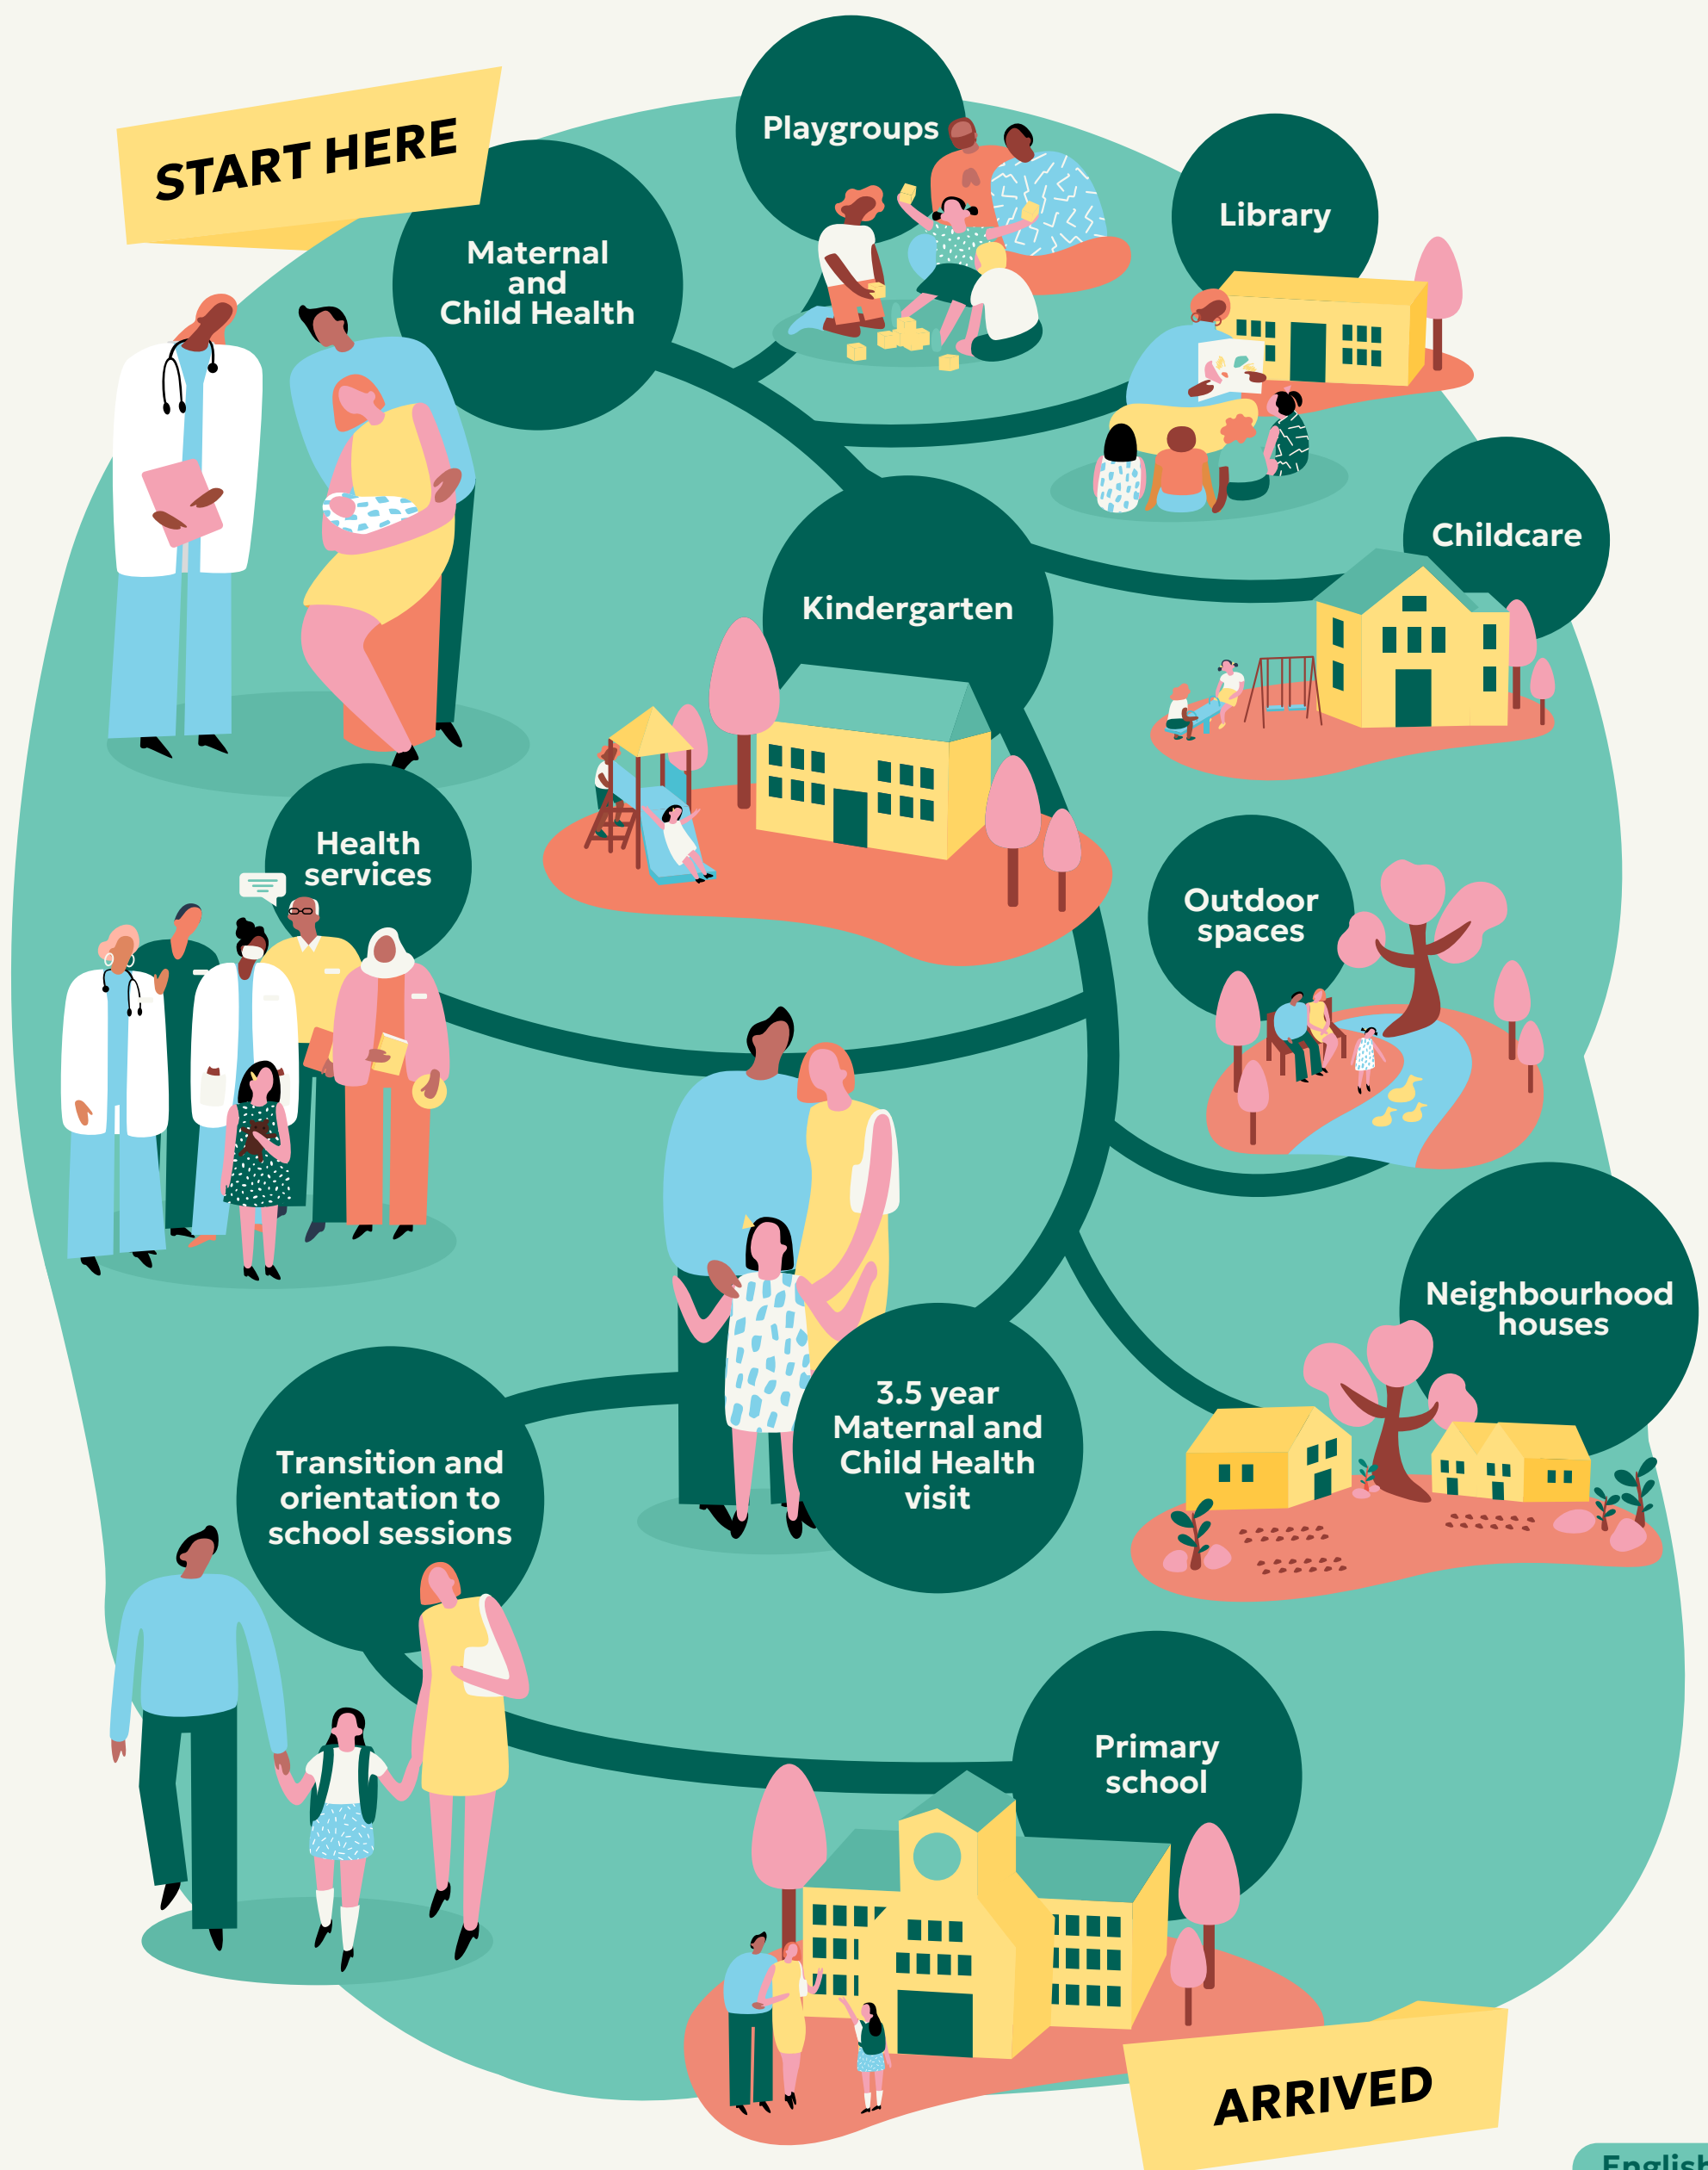 START HERE
Playgroups
Library
Maternal
and
Child Health
Childcare
Kindergarten
Health
services
Outdoor
spaces
Neighbourhood
houses
3.5 year
Maternal and
Child Health
visit
Transition and
orientation to
school sessions
Primary
school
ARRIVED
English